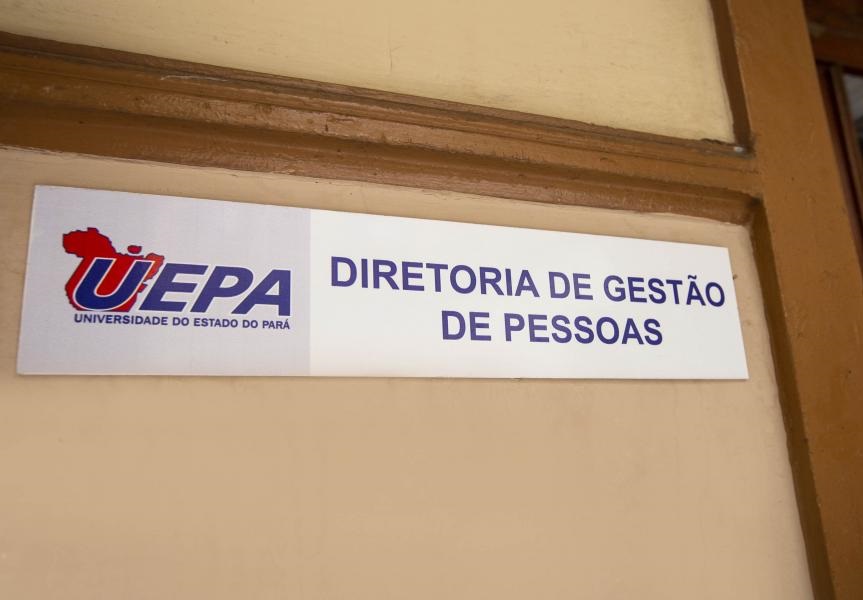 UEPA
UNIVERSIDADE DO ESTADO DO PARÁ
DIRETORIA DE GESTÃO
DE PESSOAS